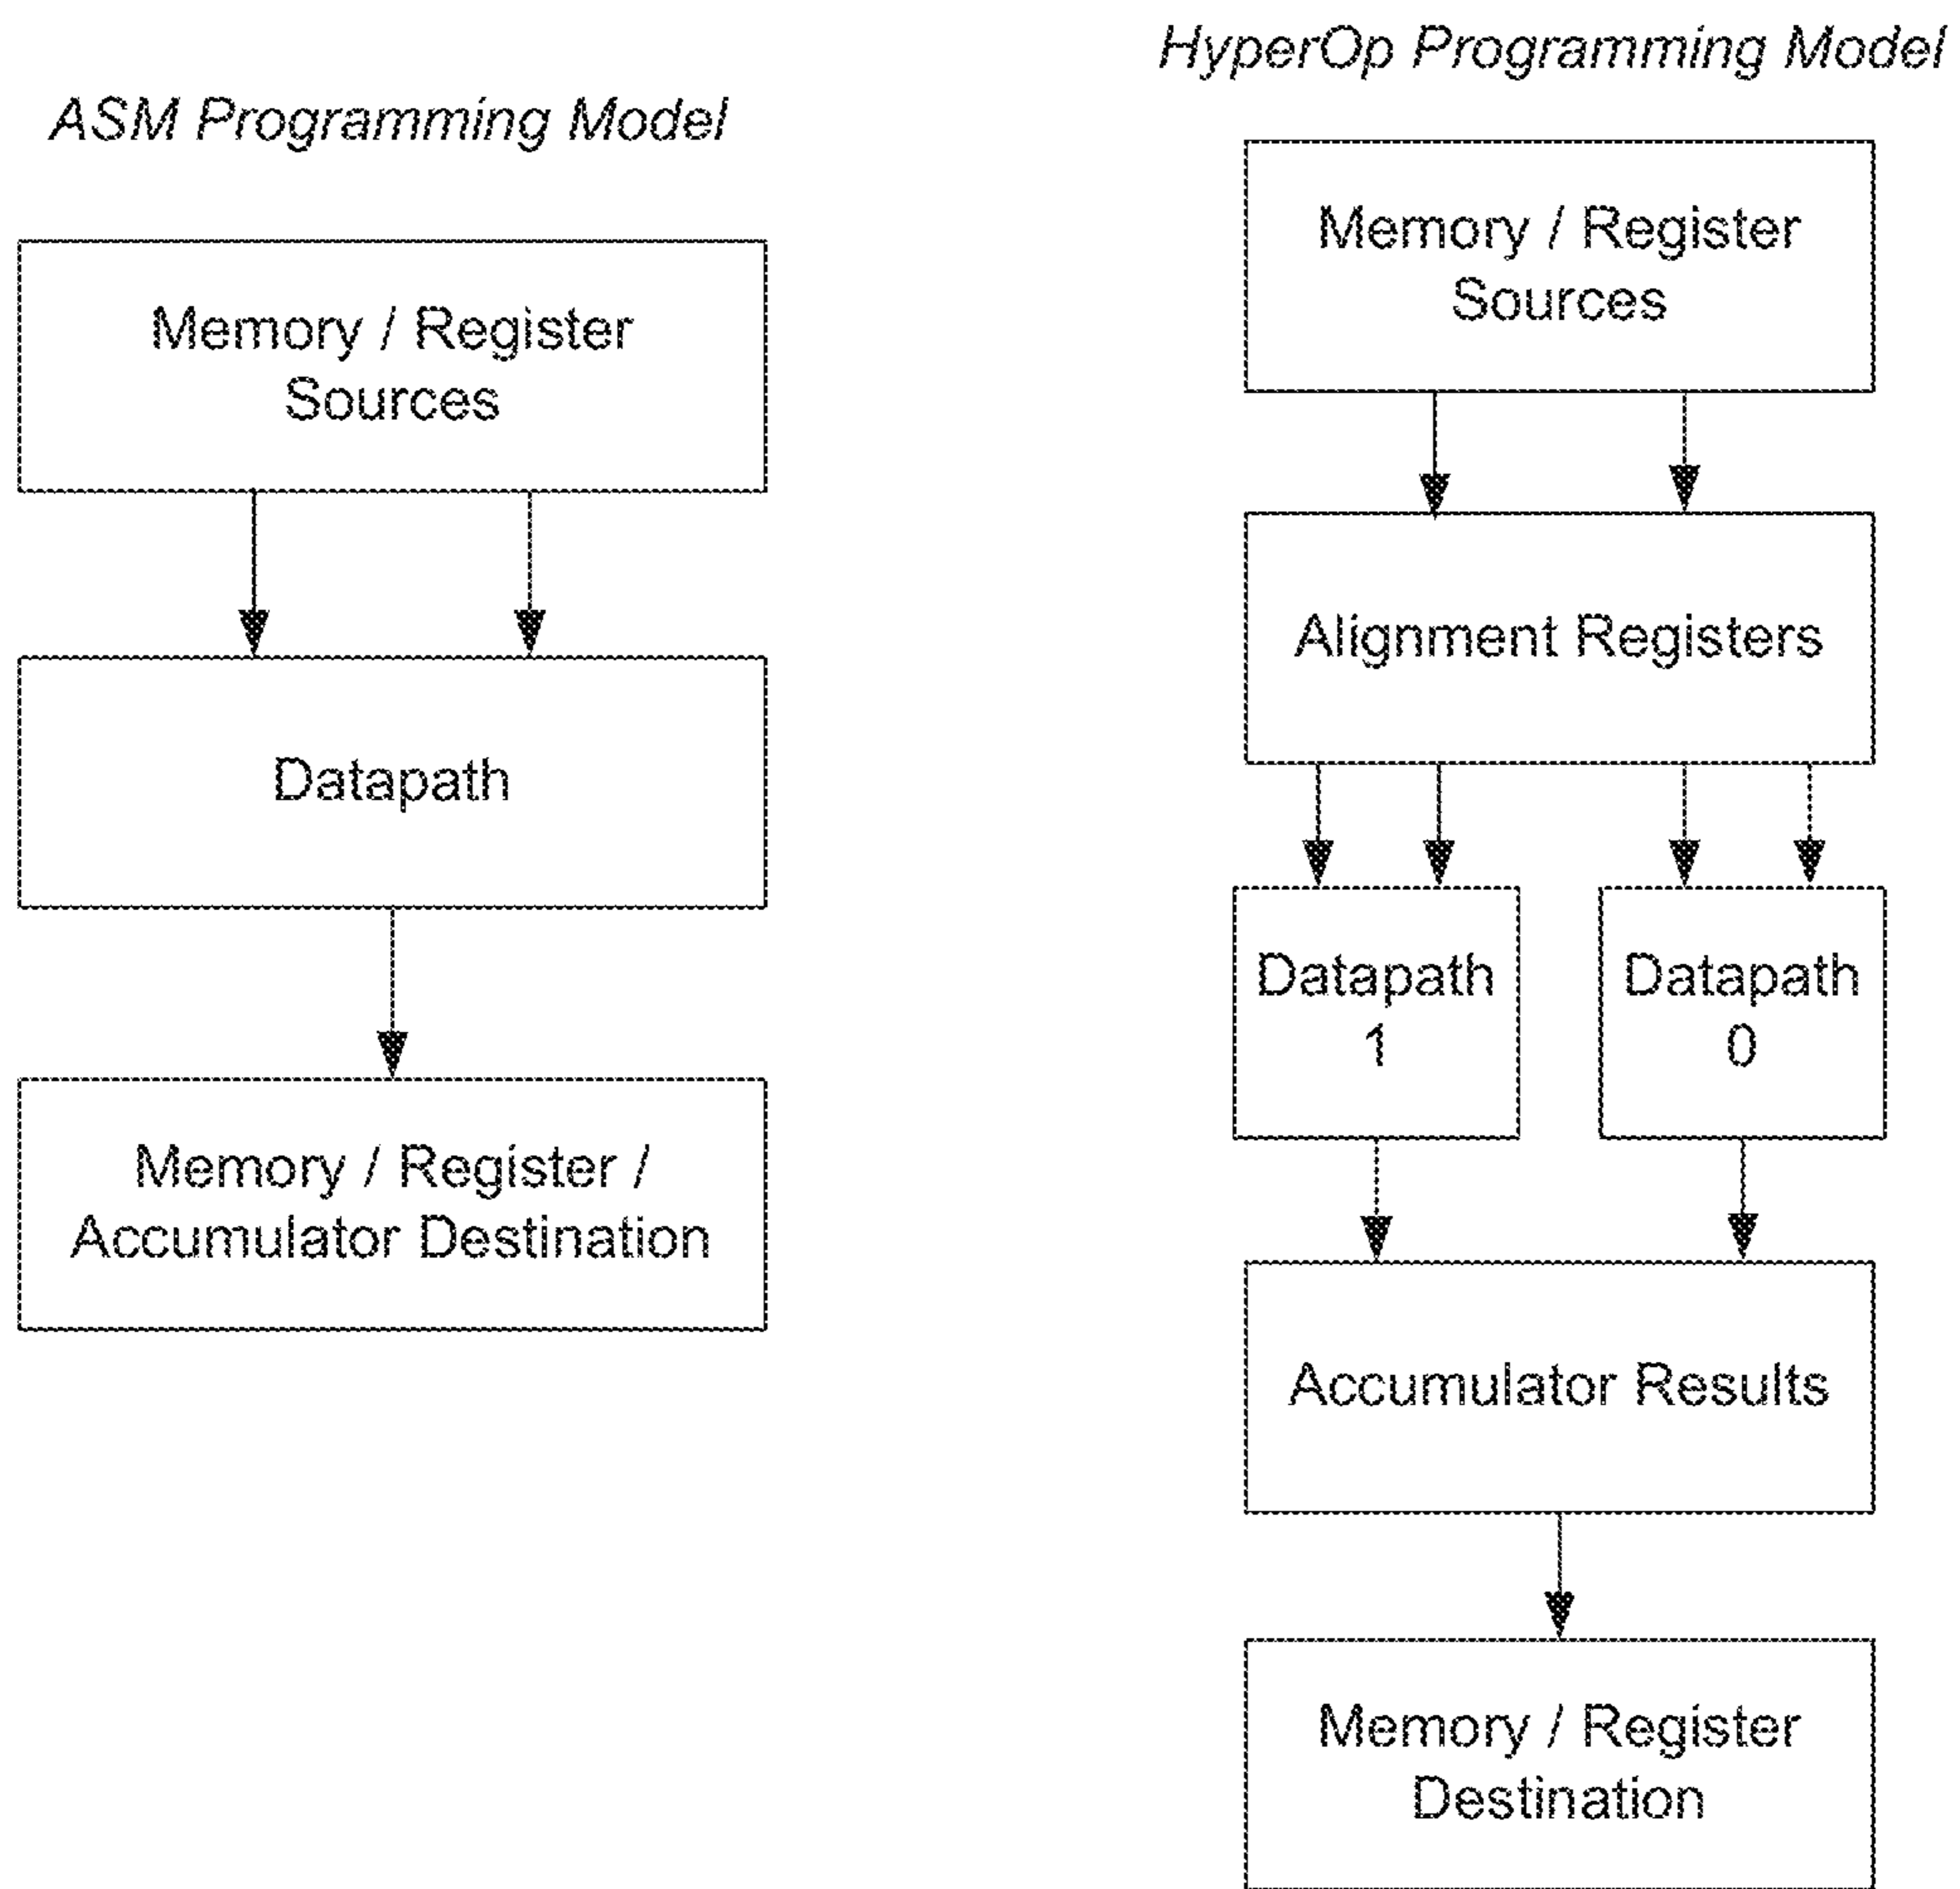 ASM Programming Model
Memory / Register
Sources
Datapath
Memory / Register /
Accumulator Destination
HyperOp Programming Model
Memory / Register
Sources
Alignment Registers
Datapath
1
Datapath
0
Accumulator Results
Memory / Register
Destination